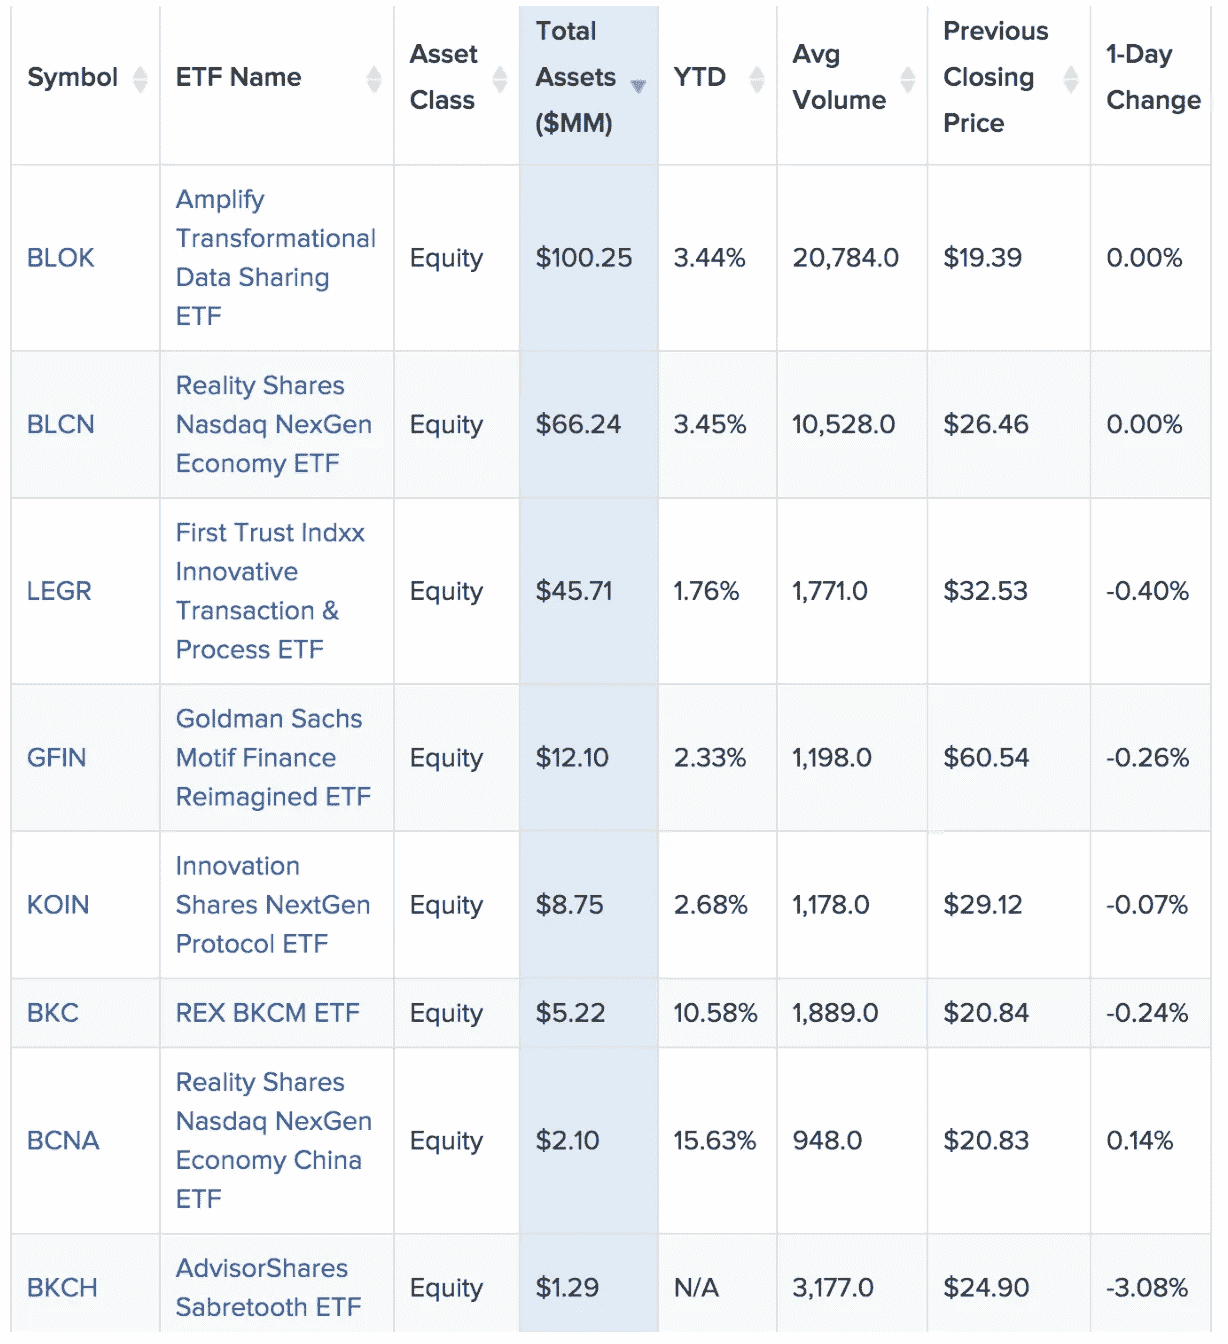 Symbol ETF Name Asset Class Total Assets ($MM) YTD Avg Volume Previous Closing Price 1-Day Change
BLOK Amplify Transformational Data Sharing ETF Equity $100.25 3.44% 20,784.0 $19.39 0.00%
BLCN Reality Shares Nasdaq NexGen Economy ETF Equity $66.24 3.45% 10,528.0 $26.46 0.00%
LEGR First Trust Indxx Innovative Transaction & Process ETF Equity $45.71 1.76% 1,771.0 $32.53 -0.40%
GFIN Goldman Sachs Motif Finance Reimagined ETF Equity $12.10 2.33% 1,198.0 $60.54 -0.26%
KOIN Innovation Shares NextGen Protocol ETF Equity $8.75 2.68% 1,178.0 $29.12 -0.07%
BKC REX BKCM ETF Equity $5.22 10.58% 1,889.0 $20.84 -0.24%
BCNA Reality Shares Nasdaq NexGen Economy China ETF Equity $2.10 15.63% 948.0 $20.83 0.14%
BKCH AdvisorShares Sabretooth ETF Equity $1.29 N/A 3,177.0 $24.90 -3.08%